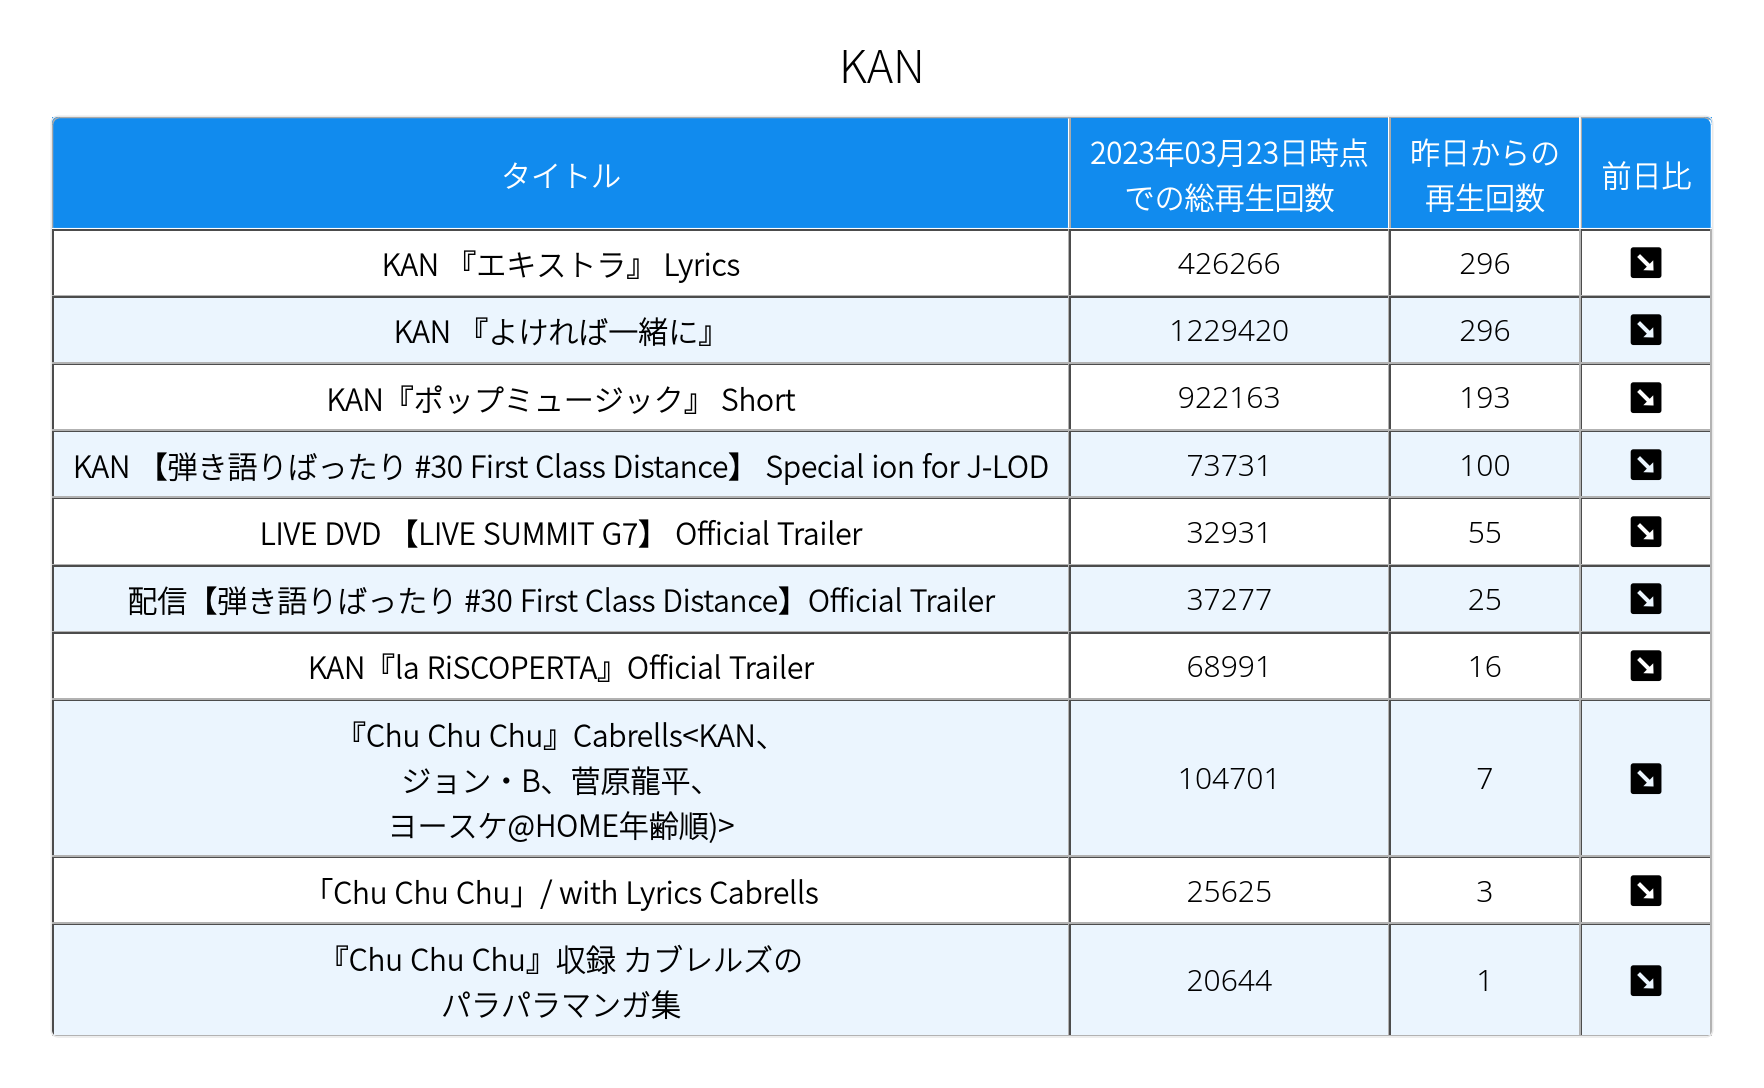 KAN
タイトル
2023年03月23日時点
での総再生回数
昨日からの
再生回数
前日比
KAN 『エキストラ』 Lyrics
426266
296
KAN 『よければ一緒に』
1229420
296
KAN『ポップミュージック』 Short
922163
193
KAN 【弾き語りばったり #30 First Class Distance】 Special ion for J-LOD
73731
100
LIVE DVD 【LIVE SUMMIT G7】 Official Trailer
32931
55
配信【弾き語りばったり #30 First Class Distance】Official Trailer
37277
25
KAN『la RiSCOPERTA』Official Trailer
68991
16
『Chu Chu Chu』Cabrells<KAN、
ジョン・B、菅原龍平、
ヨースケ@HOME年齢順)>
104701
7
「Chu Chu Chu」/ with Lyrics Cabrells
25625
3
『Chu Chu Chu』収録 カブレルズの
パラパラマンガ集
20644
1